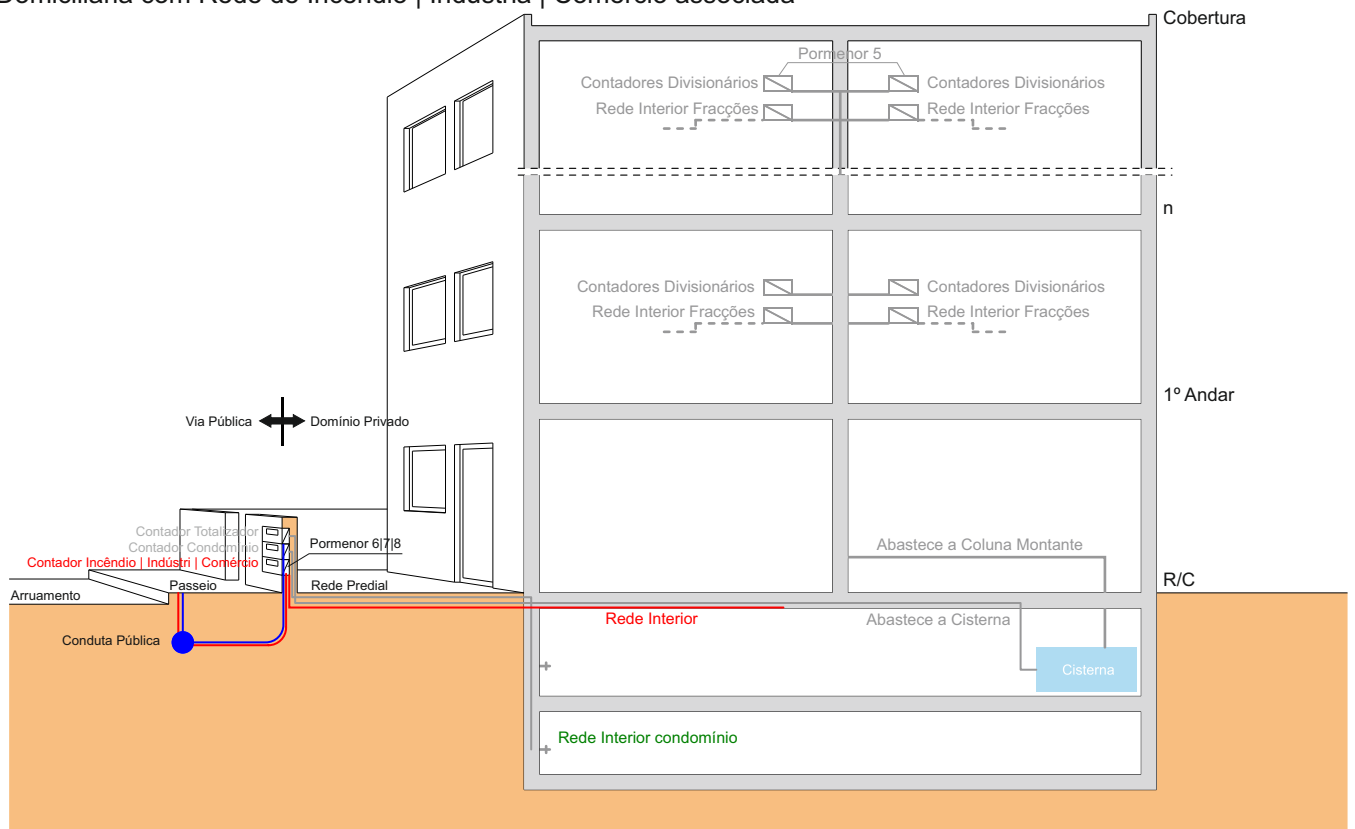 Domiciliária com Rede de Incêndio | Indústria | Comércio associada
Cobertura
Pormenor 5
Contadores Divisionários
Contadores Divisionários
Rede Interior Fracções
Rede Interior Fracções
n
Contadores Divisionários
Contadores Divisionários
Rede Interior Fracções
Rede Interior Fracções
1º Andar
Via Pública
Domínio Privado
Contador Totalizador
Contador Condomínio
Pormenor 6|7|8
Abastece a Coluna Montante
Contador Incêndio | Indústri | Comércio
Passeio
Rede Predial
R/C
Arruamento
Rede Interior
Abastece a Cisterna
Conduta Pública
Cisterna
Rede Interior condomínio